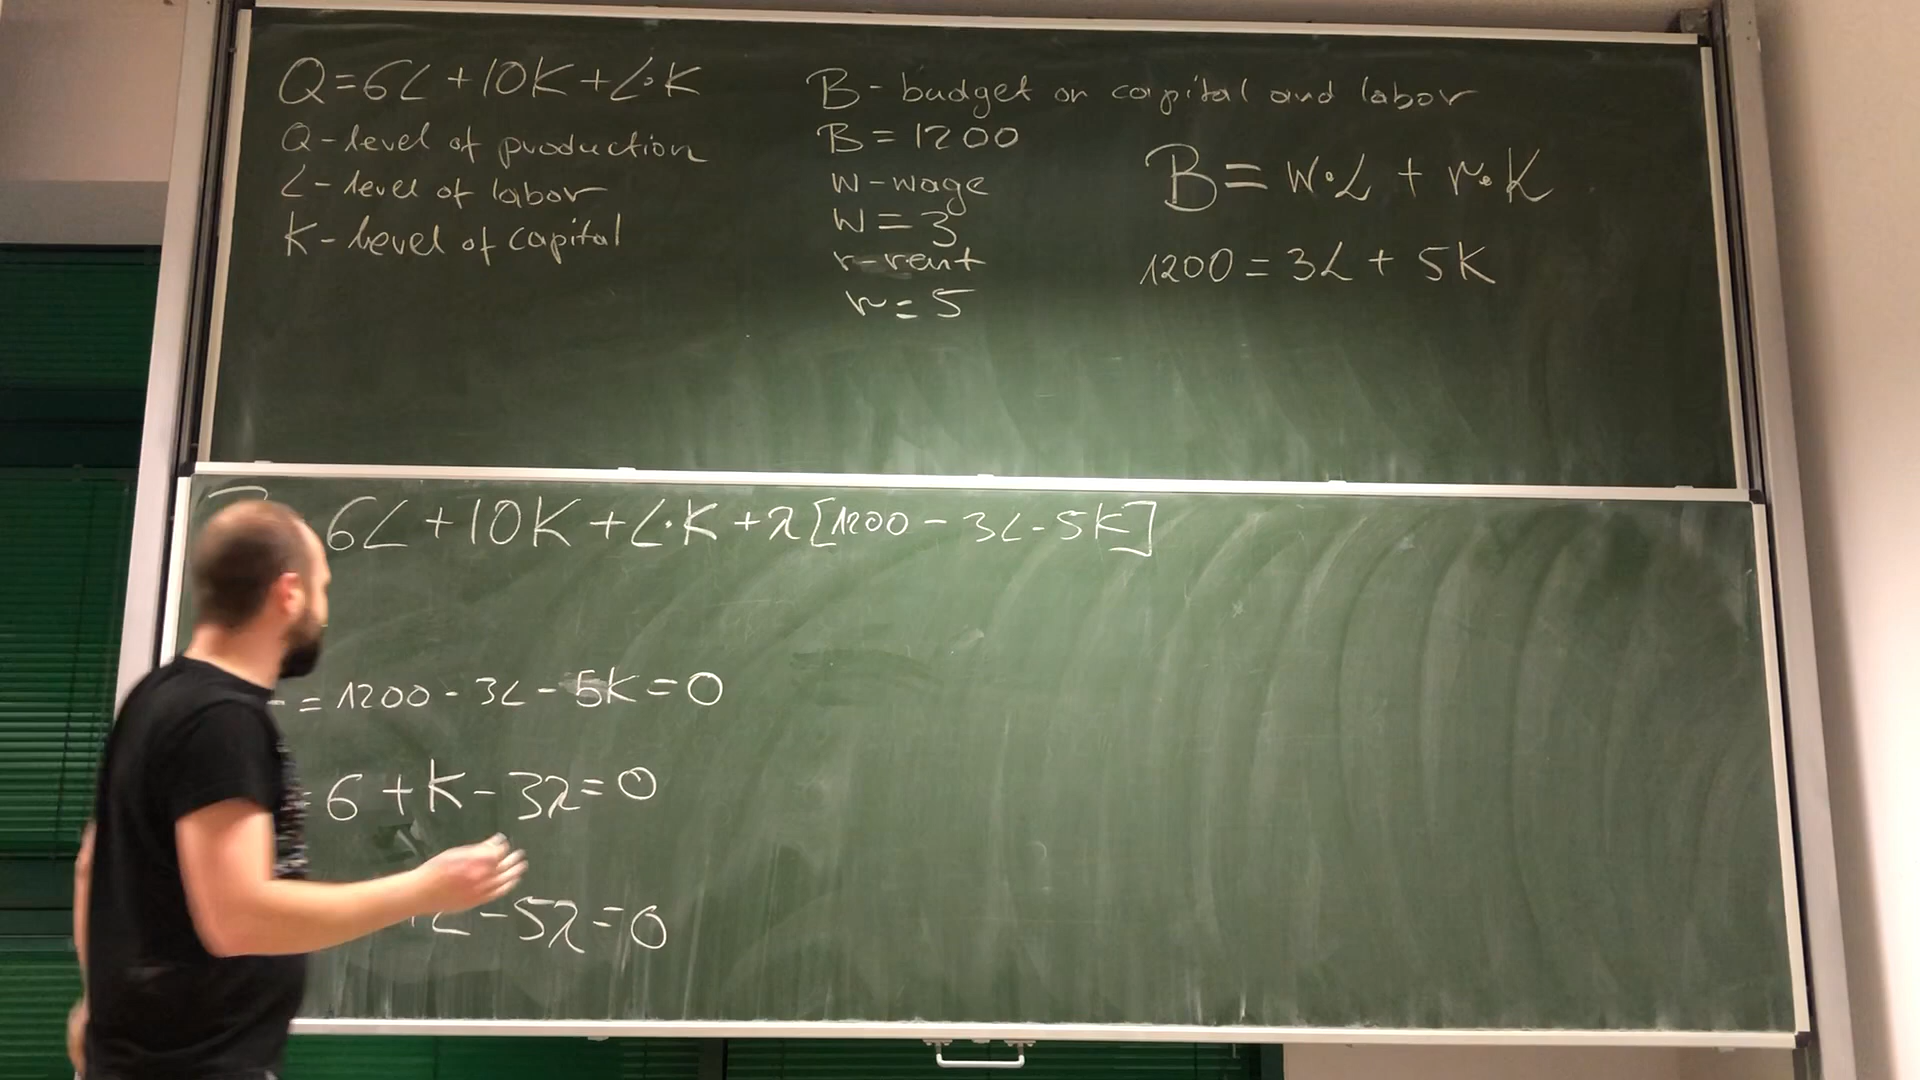 Q=6L+10K+L·K
Q-level of production
L-level of labor
K-level of capital
B-budget on capital and labor
B=1200
w-wage
w=3
r-rent
r=5
B=w·L+r·K
1200=3L+5K
6L+10K+L·K+λ[1200-3L-5K]
=1200-3L-5K=0
=6+K-3λ=0
+L-5λ=0